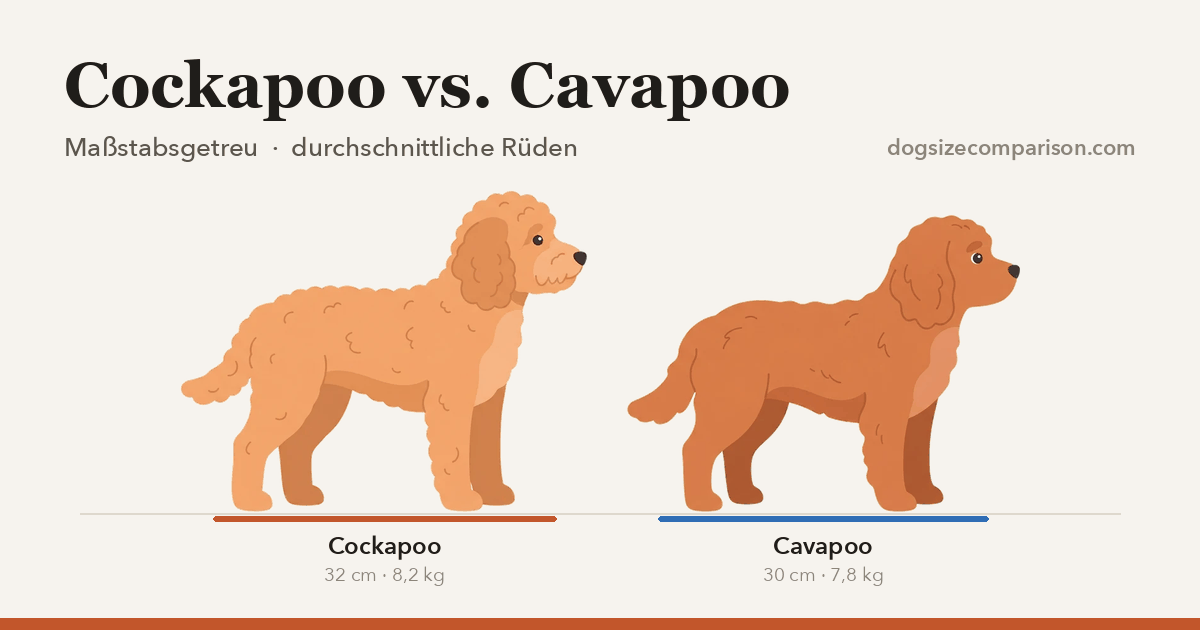 Cockapoo vs. Cavapoo
Maßstabsgetreu · durchschnittliche Rüden
dogsizecomparison.com
Cockapoo
32 cm · 8,2 kg
Cavapoo
30 cm · 7,8 kg